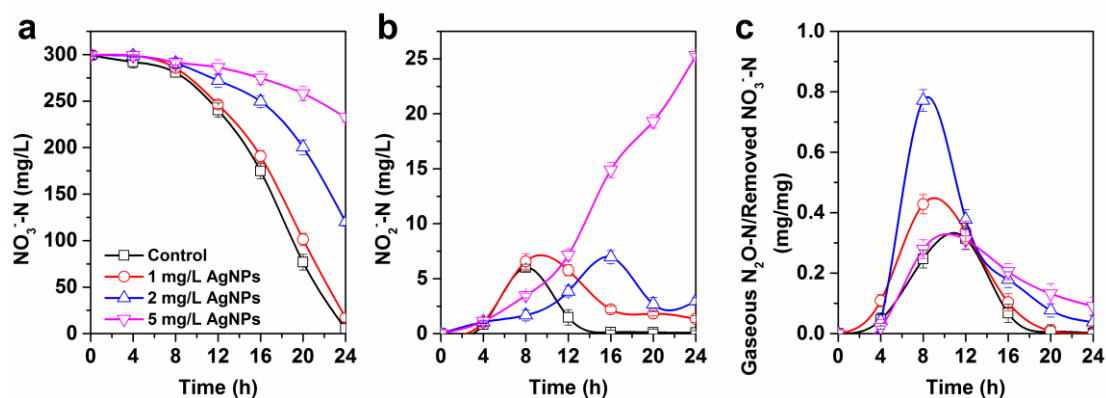 a
300
250
200
150
100
50
0
NO₃⁻-N (mg/L)
Control
1 mg/L AgNPs
2 mg/L AgNPs
5 mg/L AgNPs
0 4 8 12 16 20 24
Time (h)
b
25
20
15
10
5
0
NO₂⁻-N (mg/L)
0 4 8 12 16 20 24
Time (h)
c
1.0
0.8
0.6
0.4
0.2
0.0
Gaseous N₂O-N/Removed NO₃⁻-N
(mg/mg)
0 4 8 12 16 20 24
Time (h)